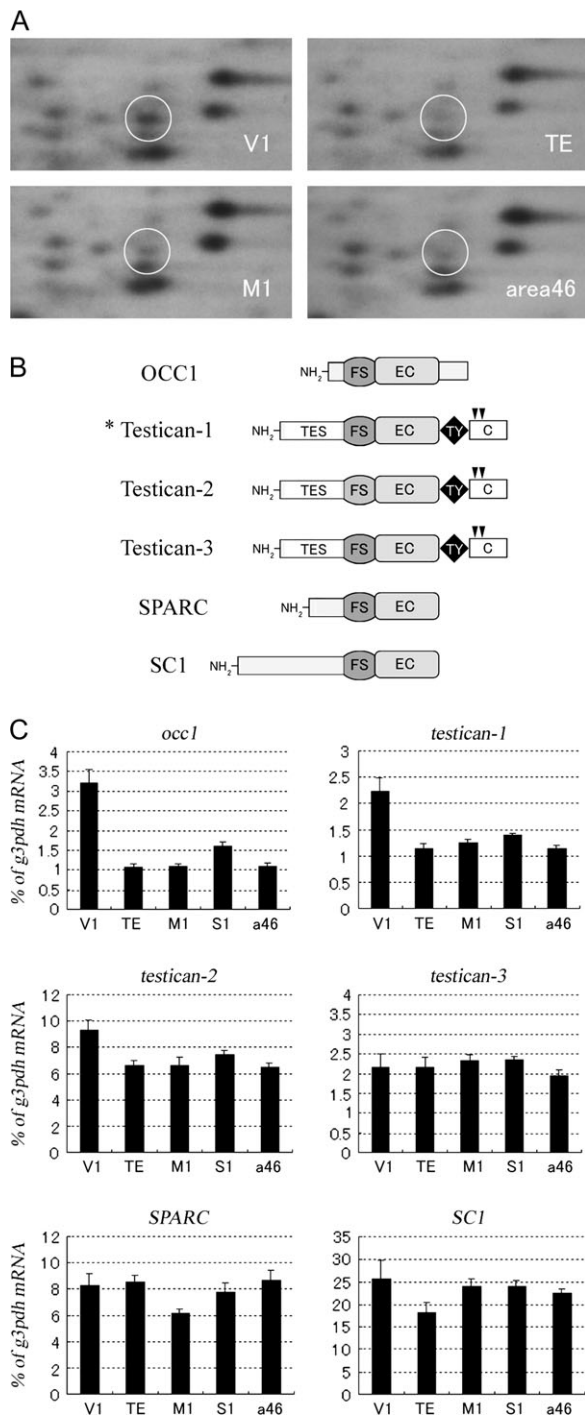 A
V1
TE
M1
area46
B
OCC1
NH2
FS
EC
* Testican-1
NH2
TES
FS
EC
TY
C
Testican-2
NH2
TES
FS
EC
TY
C
Testican-3
NH2
TES
FS
EC
TY
C
SPARC
NH2
FS
EC
SC1
NH2
FS
EC
C
occ1
% of g3pdh mRNA
4
3.5
3
2.5
2
1.5
1
0.5
0
V1 TE M1 S1 a46
testican-1
3
2.5
2
1.5
1
0.5
0
V1 TE M1 S1 a46
testican-2
% of g3pdh mRNA
12
10
8
6
4
2
0
V1 TE M1 S1 a46
testican-3
4
3.5
3
2.5
2
1.5
1
0.5
0
V1 TE M1 S1 a46
SPARC
% of g3pdh mRNA
12
10
8
6
4
2
0
V1 TE M1 S1 a46
SC1
35
30
25
20
15
10
5
0
V1 TE M1 S1 a46